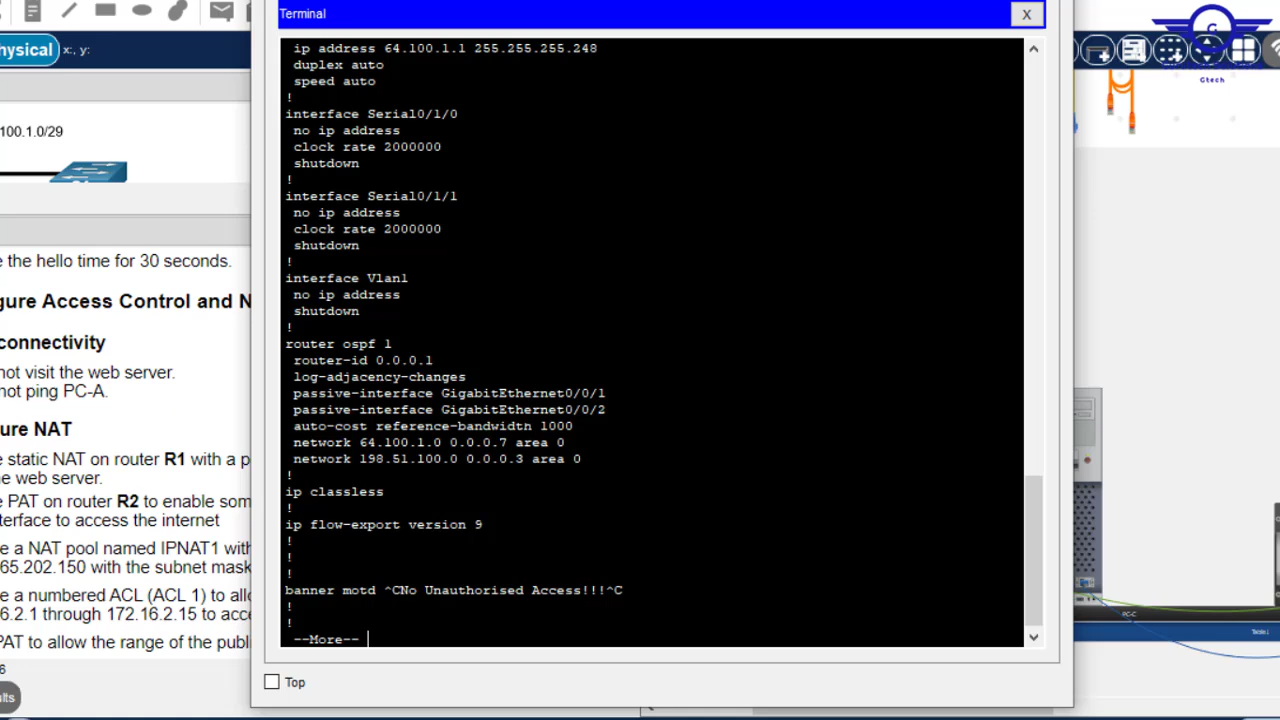 Terminal
X
ip address 64.100.1.1 255.255.255.248
duplex auto
speed auto
!
interface Serial0/1/0
no ip address
clock rate 2000000
shutdown
!
interface Serial0/1/1
no ip address
clock rate 2000000
shutdown
!
interface Vlan1
no ip address
shutdown
!
router ospf 1
router-id 0.0.0.1
log-adjacency-changes
passive-interface GigabitEthernet0/0/1
passive-interface GigabitEthernet0/0/2
auto-cost reference-bandwidth 1000
network 64.100.1.0 0.0.0.7 area 0
network 198.51.100.0 0.0.0.3 area 0
!
ip classless
!
ip flow-export version 9
!
!
!
banner motd ^CNo Unauthorised Access!!!^C
!
!
--More--
Top
hysical
x:, y:
100.1.0/29
e the hello time for 30 seconds.
gure Access Control and N
connectivity
not visit the web server.
not ping PC-A.
ure NAT
e static NAT on router R1 with a p
he web server.
e PAT on router R2 to enable som
terface to access the internet
e a NAT pool named IPNAT1 with
65.202.150 with the subnet mask
e a numbered ACL (ACL 1) to allo
6.2.1 through 172.16.2.15 to acce
PAT to allow the range of the publ
6
ults
G
Gtech
PC-C
Table1